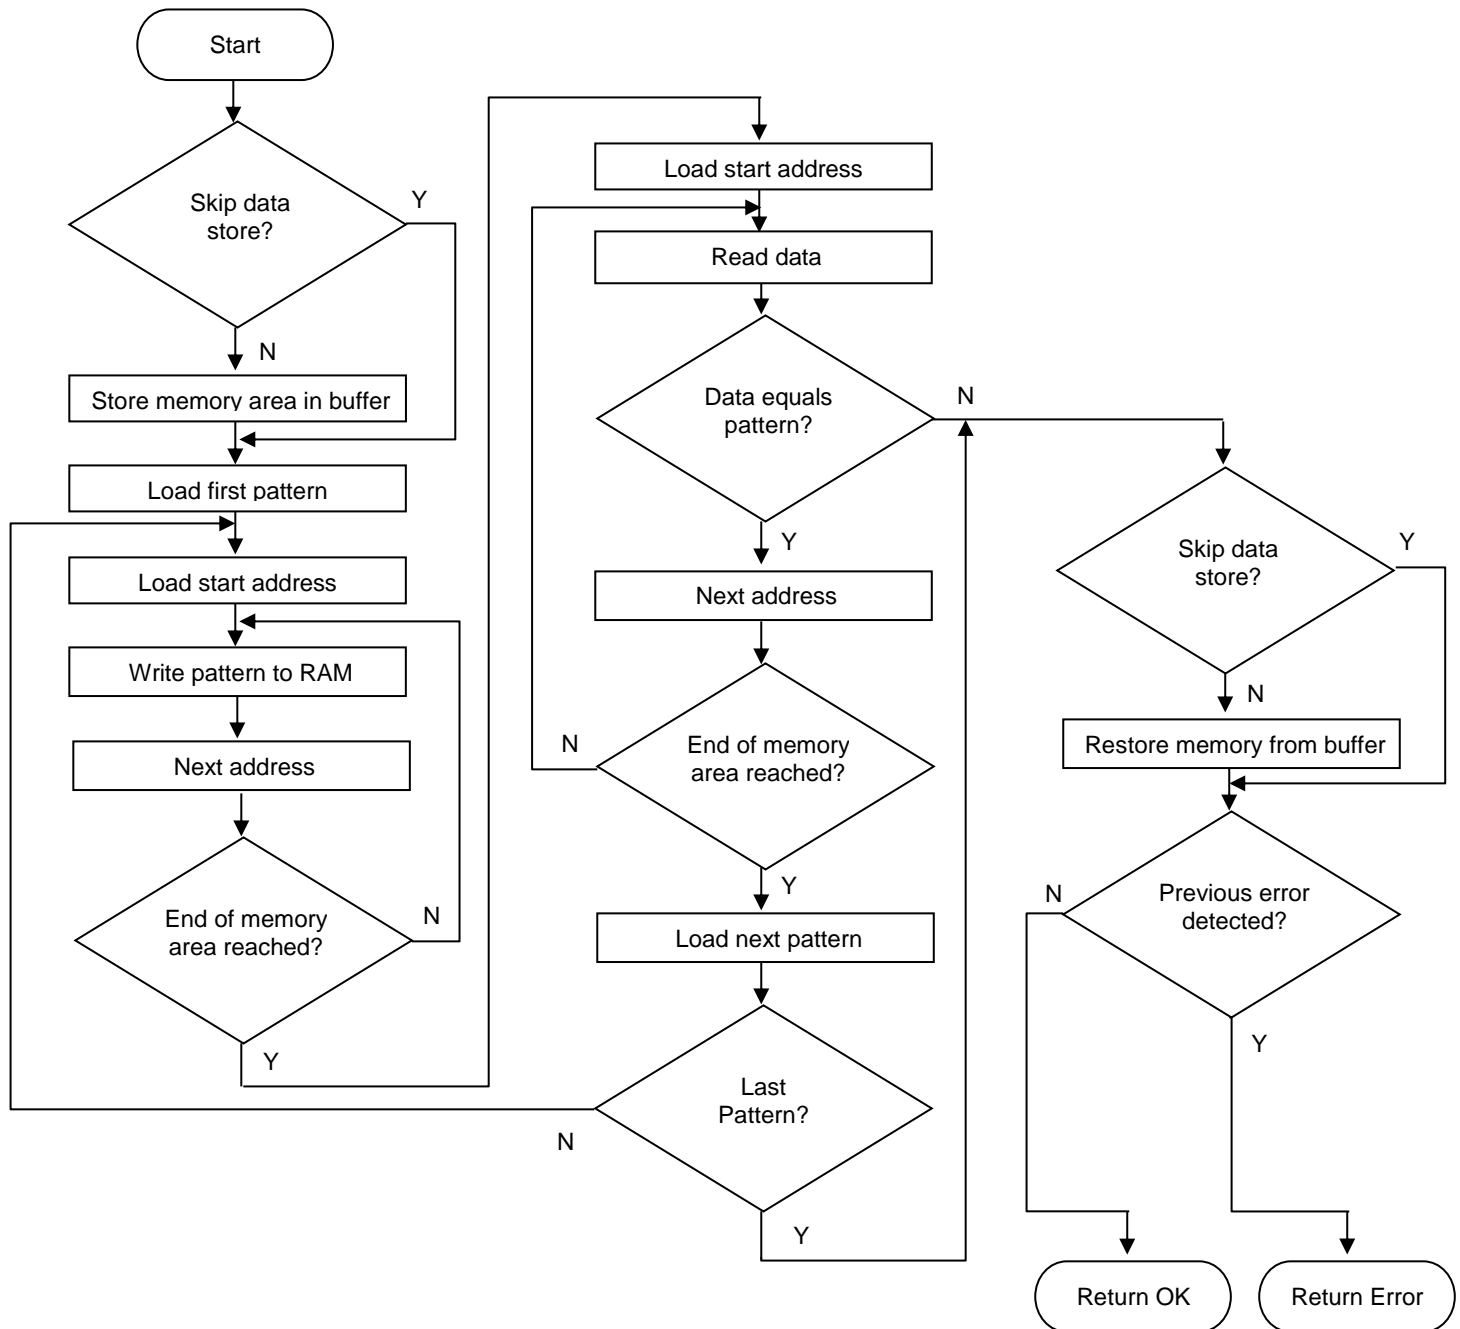 Start
Skip data
store?
Y
N
Store memory area in buffer
Load first pattern
Load start address
Write pattern to RAM
Next address
End of memory
area reached?
N
Y
Load start address
Read data
Data equals
pattern?
N
Y
Next address
End of memory
area reached?
N
Y
Load next pattern
Last
Pattern?
N
Y
Skip data
store?
Y
N
Restore memory from buffer
Previous error
detected?
N
Y
Return OK
Return Error